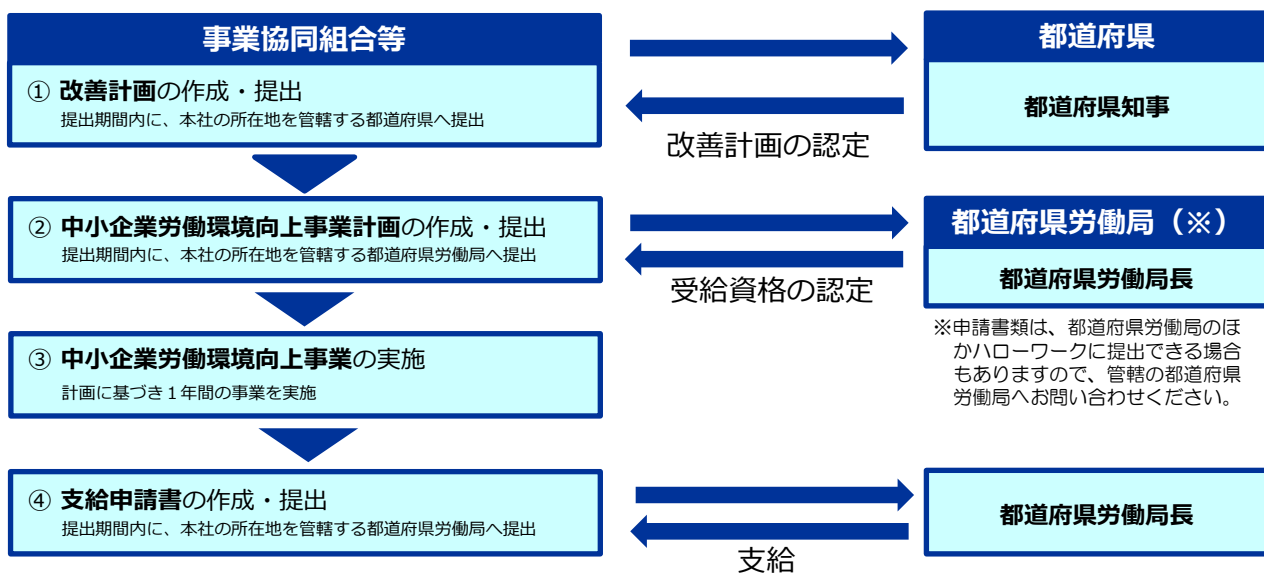 事業協同組合等
① 改善計画の作成・提出
提出期間内に、本社の所在地を管轄する都道府県へ提出
都道府県
都道府県知事
改善計画の認定
② 中小企業労働環境向上事業計画の作成・提出
提出期間内に、本社の所在地を管轄する都道府県労働局へ提出
都道府県労働局（※）
都道府県労働局長
受給資格の認定
※申請書類は、都道府県労働局のほ
かハローワークに提出できる場合
もありますので、管轄の都道府県
労働局へお問い合わせください。
③ 中小企業労働環境向上事業の実施
計画に基づき１年間の事業を実施
④ 支給申請書の作成・提出
提出期間内に、本社の所在地を管轄する都道府県労働局へ提出
都道府県労働局長
支給